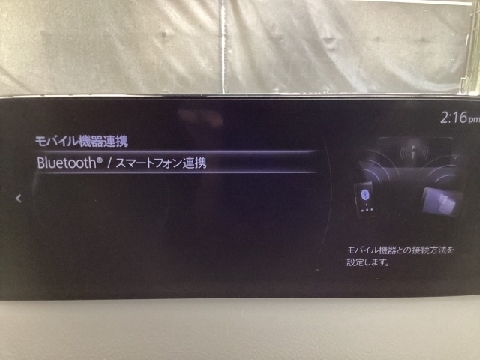 2:16 pm
モバイル機器連携
Bluetooth® / スマートフォン連携
モバイル機器との接続方法を
設定します。